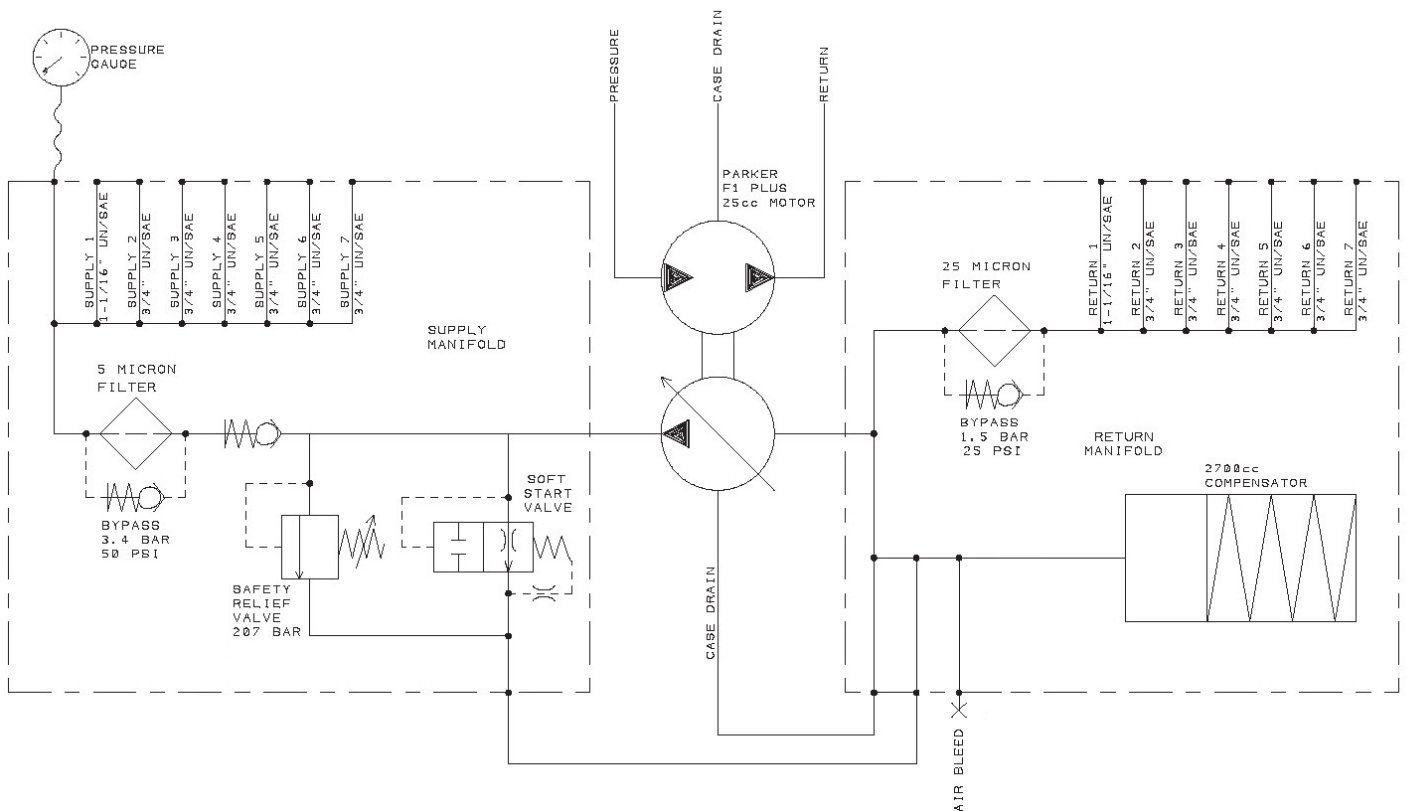 PRESSURE
GAUGE
PRESSURE
CASE DRAIN
RETURN
PARKER
F1 PLUS
25cc MOTOR
SUPPLY 1
1-1/16" UN/SAE
SUPPLY 2
3/4" UN/SAE
SUPPLY 3
3/4" UN/SAE
SUPPLY 4
3/4" UN/SAE
SUPPLY 5
3/4" UN/SAE
SUPPLY 6
3/4" UN/SAE
SUPPLY 7
3/4" UN/SAE
SUPPLY
MANIFOLD
25 MICRON
FILTER
RETURN 1
1-1/16" UN/SAE
RETURN 2
3/4" UN/SAE
RETURN 3
3/4" UN/SAE
RETURN 4
3/4" UN/SAE
RETURN 5
3/4" UN/SAE
RETURN 6
3/4" UN/SAE
RETURN 7
3/4" UN/SAE
5 MICRON
FILTER
BYPASS
3.4 BAR
50 PSI
SOFT
START
VALVE
SAFETY
RELIEF
VALVE
207 BAR
BYPASS
1.5 BAR
25 PSI
RETURN
MANIFOLD
2700cc
COMPENSATOR
CASE DRAIN
AIR BLEED